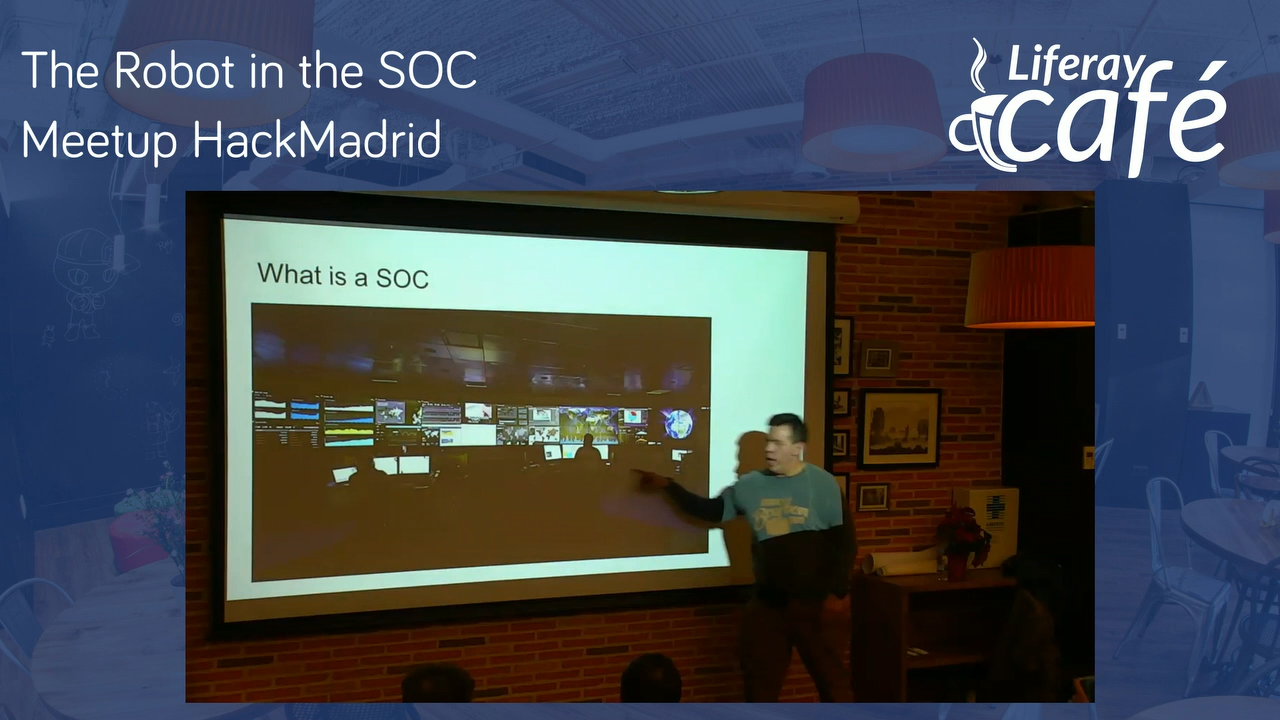 The Robot in the SOC
Meetup HackMadrid
Liferay
café
What is a SOC